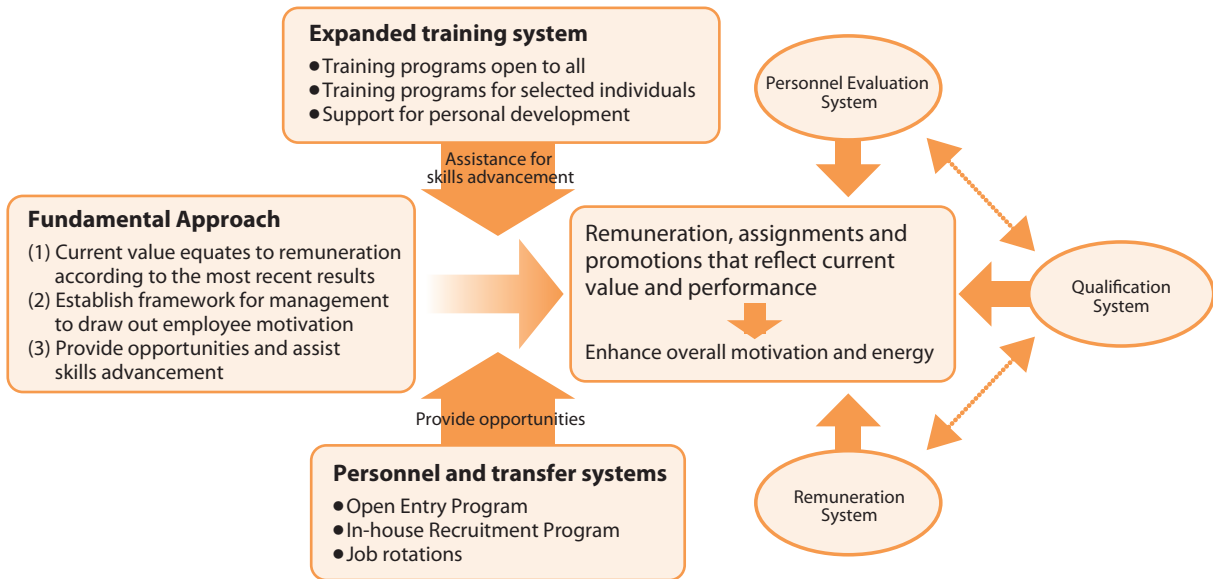 Expanded training system
●Training programs open to all
●Training programs for selected individuals
●Support for personal development
Assistance for
skills advancement
Fundamental Approach
(1) Current value equates to remuneration
according to the most recent results
(2) Establish framework for management
to draw out employee motivation
(3) Provide opportunities and assist
skills advancement
Provide opportunities
Personnel and transfer systems
●Open Entry Program
●In-house Recruitment Program
●Job rotations
Remuneration, assignments and
promotions that reflect current
value and performance
Enhance overall motivation and energy
Personnel Evaluation
System
Qualification
System
Remuneration
System